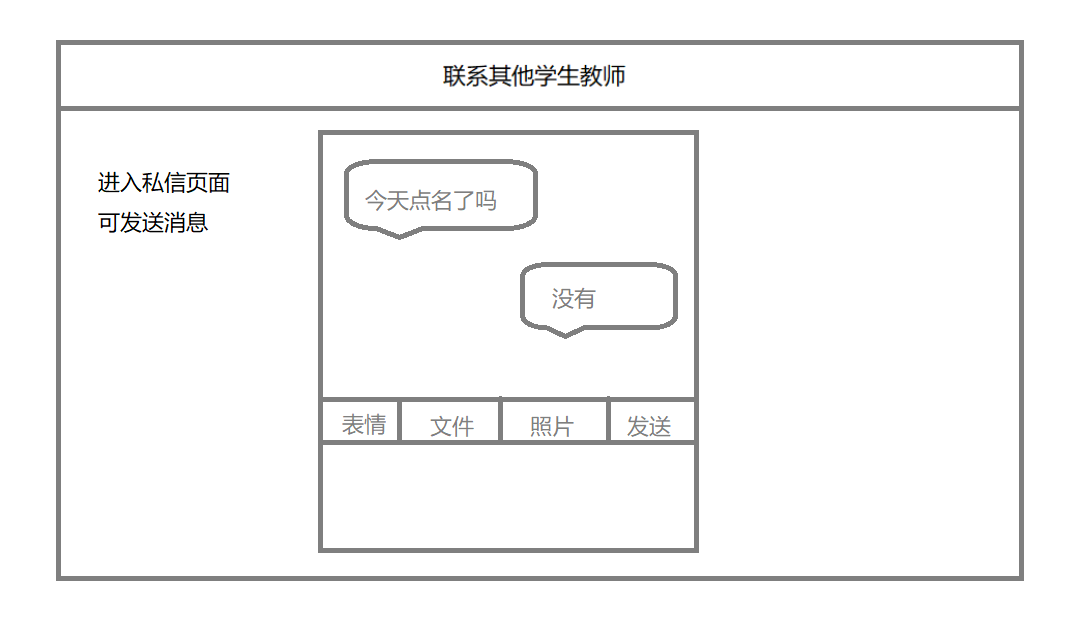 联系其他学生教师
进入私信页面
可发送消息
今天点名了吗
没有
表情
文件
照片
发送